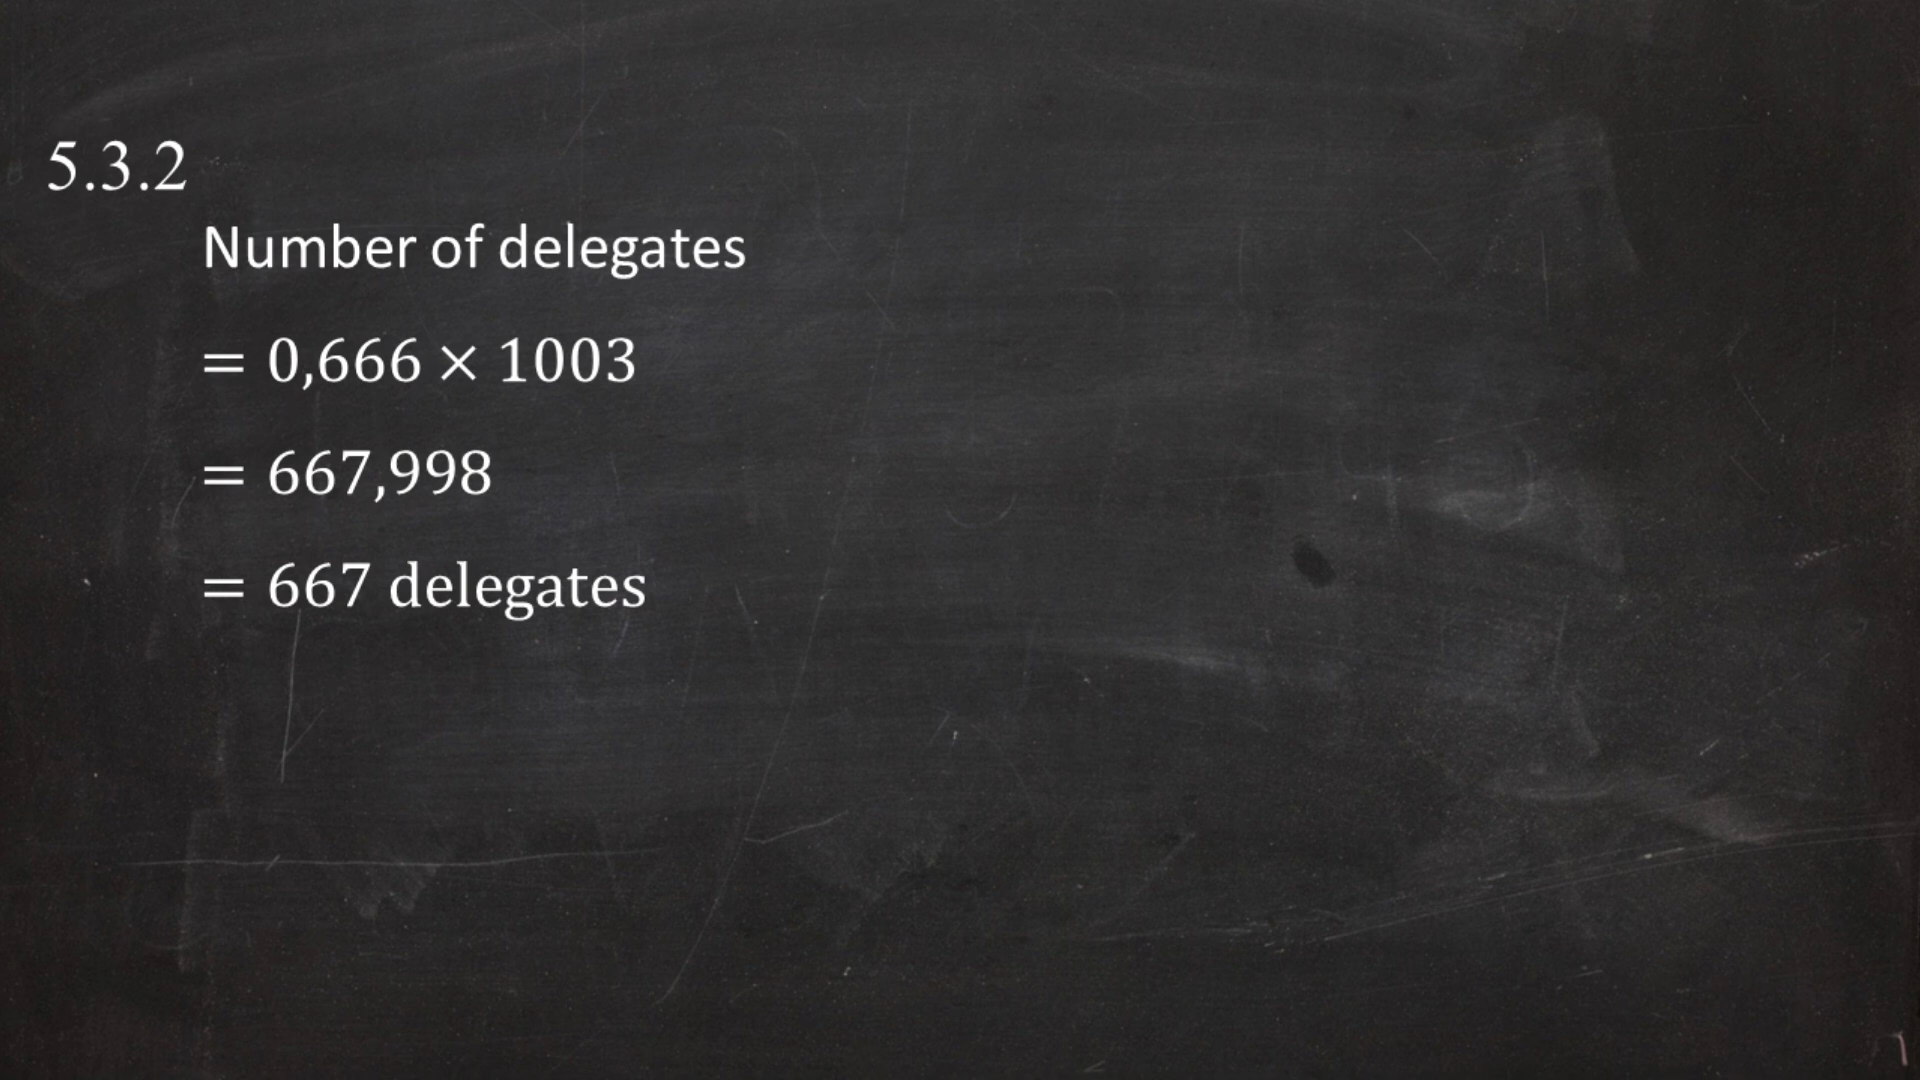 5.3.2
Number of delegates
= 0,666 × 1003
= 667,998
= 667 delegates